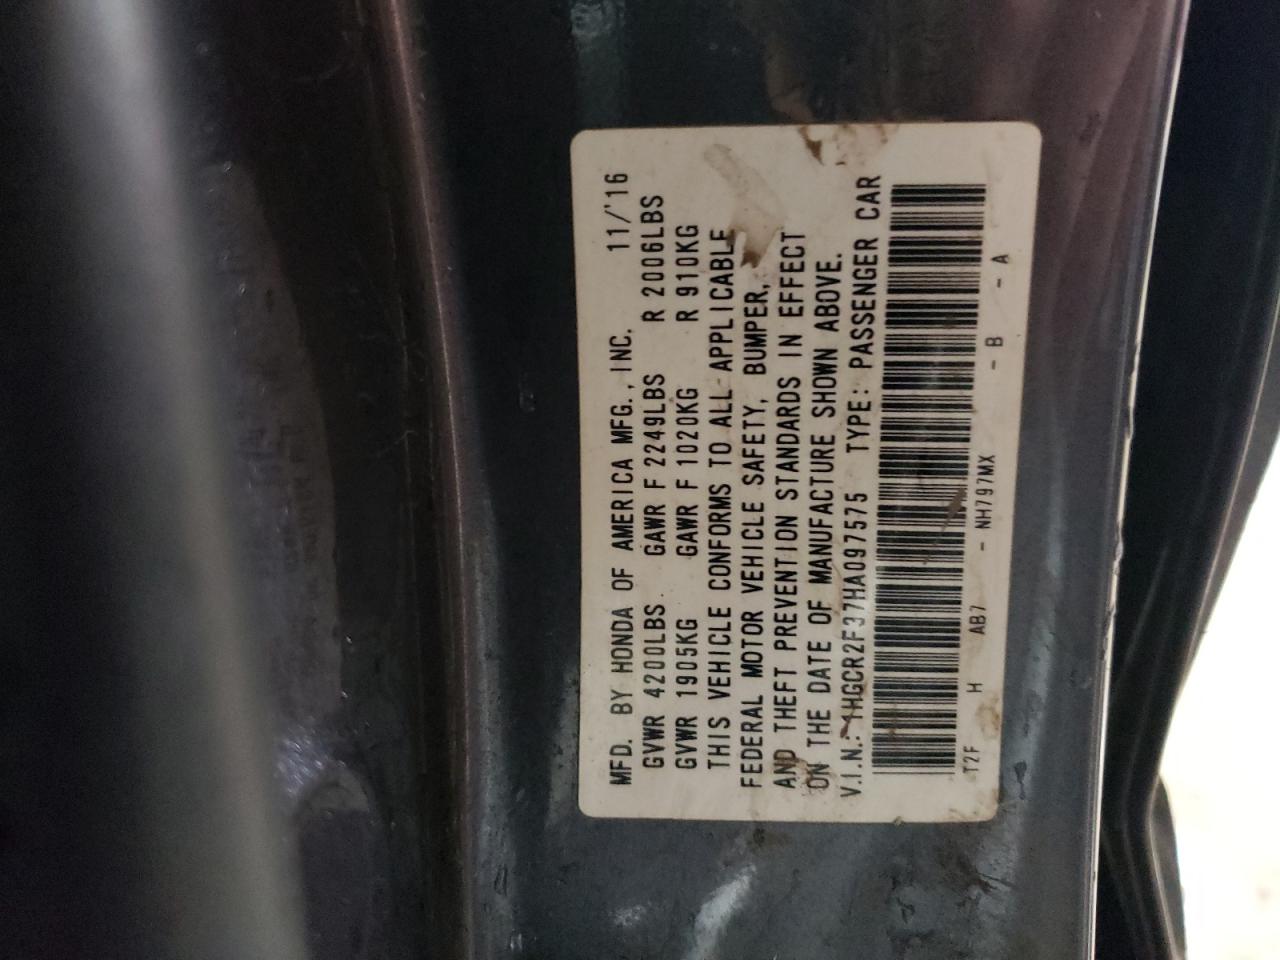 MFD. BY HONDA OF AMERICA MFG., INC. 11/'16
GVWR 4200LBS GAWR F 2249LBS R 2006LBS
GVWR 1905KG GAWR F 1020KG R 910KG
THIS VEHICLE CONFORMS TO ALL APPLICABLE
FEDERAL MOTOR VEHICLE SAFETY, BUMPER,
AND THEFT PREVENTION STANDARDS IN EFFECT
ON THE DATE OF MANUFACTURE SHOWN ABOVE.
V.I.N.: 1HGCR2F37HA097575 TYPE: PASSENGER CAR
T2F H AB7 - NH797MX - B - A